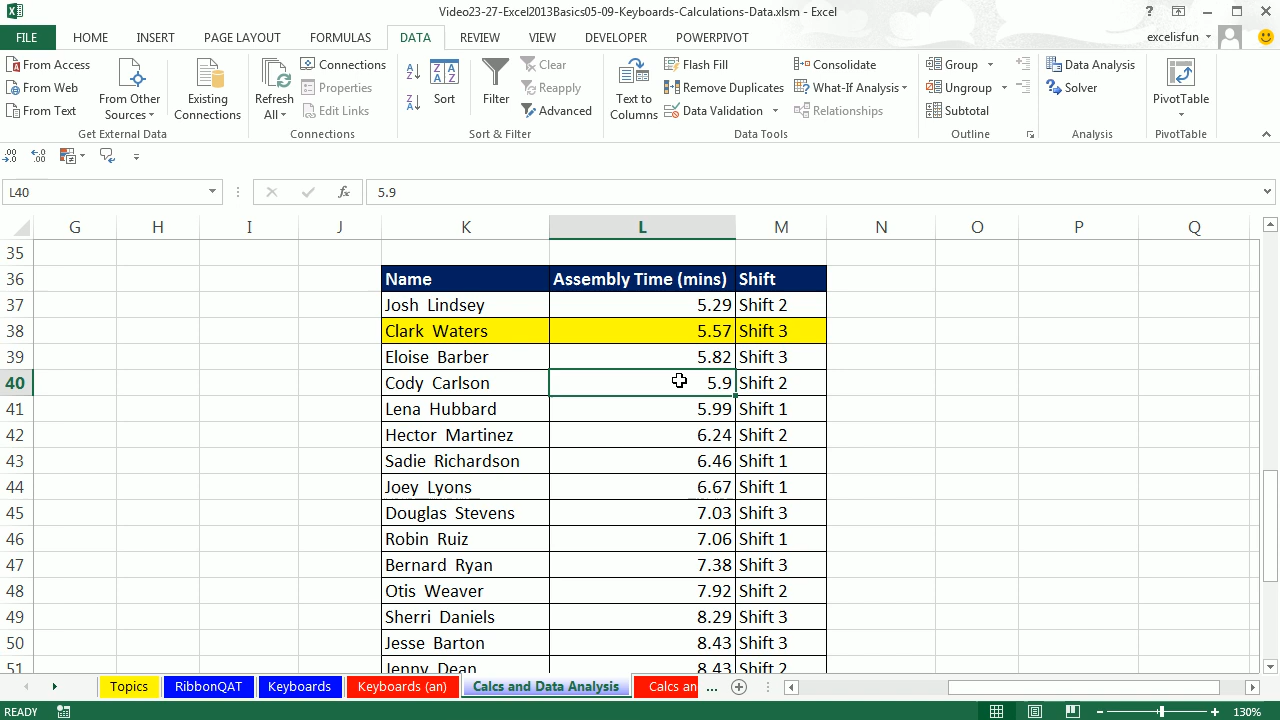 Video23-27-Excel2013Basics05-09-Keyboards-Calculations-Data.xlsm - Excel
FILE HOME INSERT PAGE LAYOUT FORMULAS DATA REVIEW VIEW DEVELOPER POWERPIVOT excelisfun
From Access
From Web
From Text
From Other Sources
Get External Data
Existing Connections
Refresh All
Connections
Properties
Edit Links
Connections
Sort
Filter
Clear
Reapply
Advanced
Sort & Filter
Text to Columns
Flash Fill
Remove Duplicates
Data Validation
Consolidate
What-If Analysis
Relationships
Data Tools
Group
Ungroup
Subtotal
Outline
Data Analysis
Solver
Analysis
PivotTable
PivotTable
L40 fx 5.9
G H I J K L M N O P Q
35
36 Name Assembly Time (mins) Shift
37 Josh Lindsey 5.29 Shift 2
38 Clark Waters 5.57 Shift 3
39 Eloise Barber 5.82 Shift 3
40 Cody Carlson 5.9 Shift 2
41 Lena Hubbard 5.99 Shift 1
42 Hector Martinez 6.24 Shift 2
43 Sadie Richardson 6.46 Shift 1
44 Joey Lyons 6.67 Shift 1
45 Douglas Stevens 7.03 Shift 3
46 Robin Ruiz 7.06 Shift 1
47 Bernard Ryan 7.38 Shift 3
48 Otis Weaver 7.92 Shift 2
49 Sherri Daniels 8.29 Shift 3
50 Jesse Barton 8.43 Shift 3
51 Jenny Dean 8.43 Shift 2
Topics RibbonQAT Keyboards Keyboards (an) Calcs and Data Analysis Calcs an ...
READY 130%